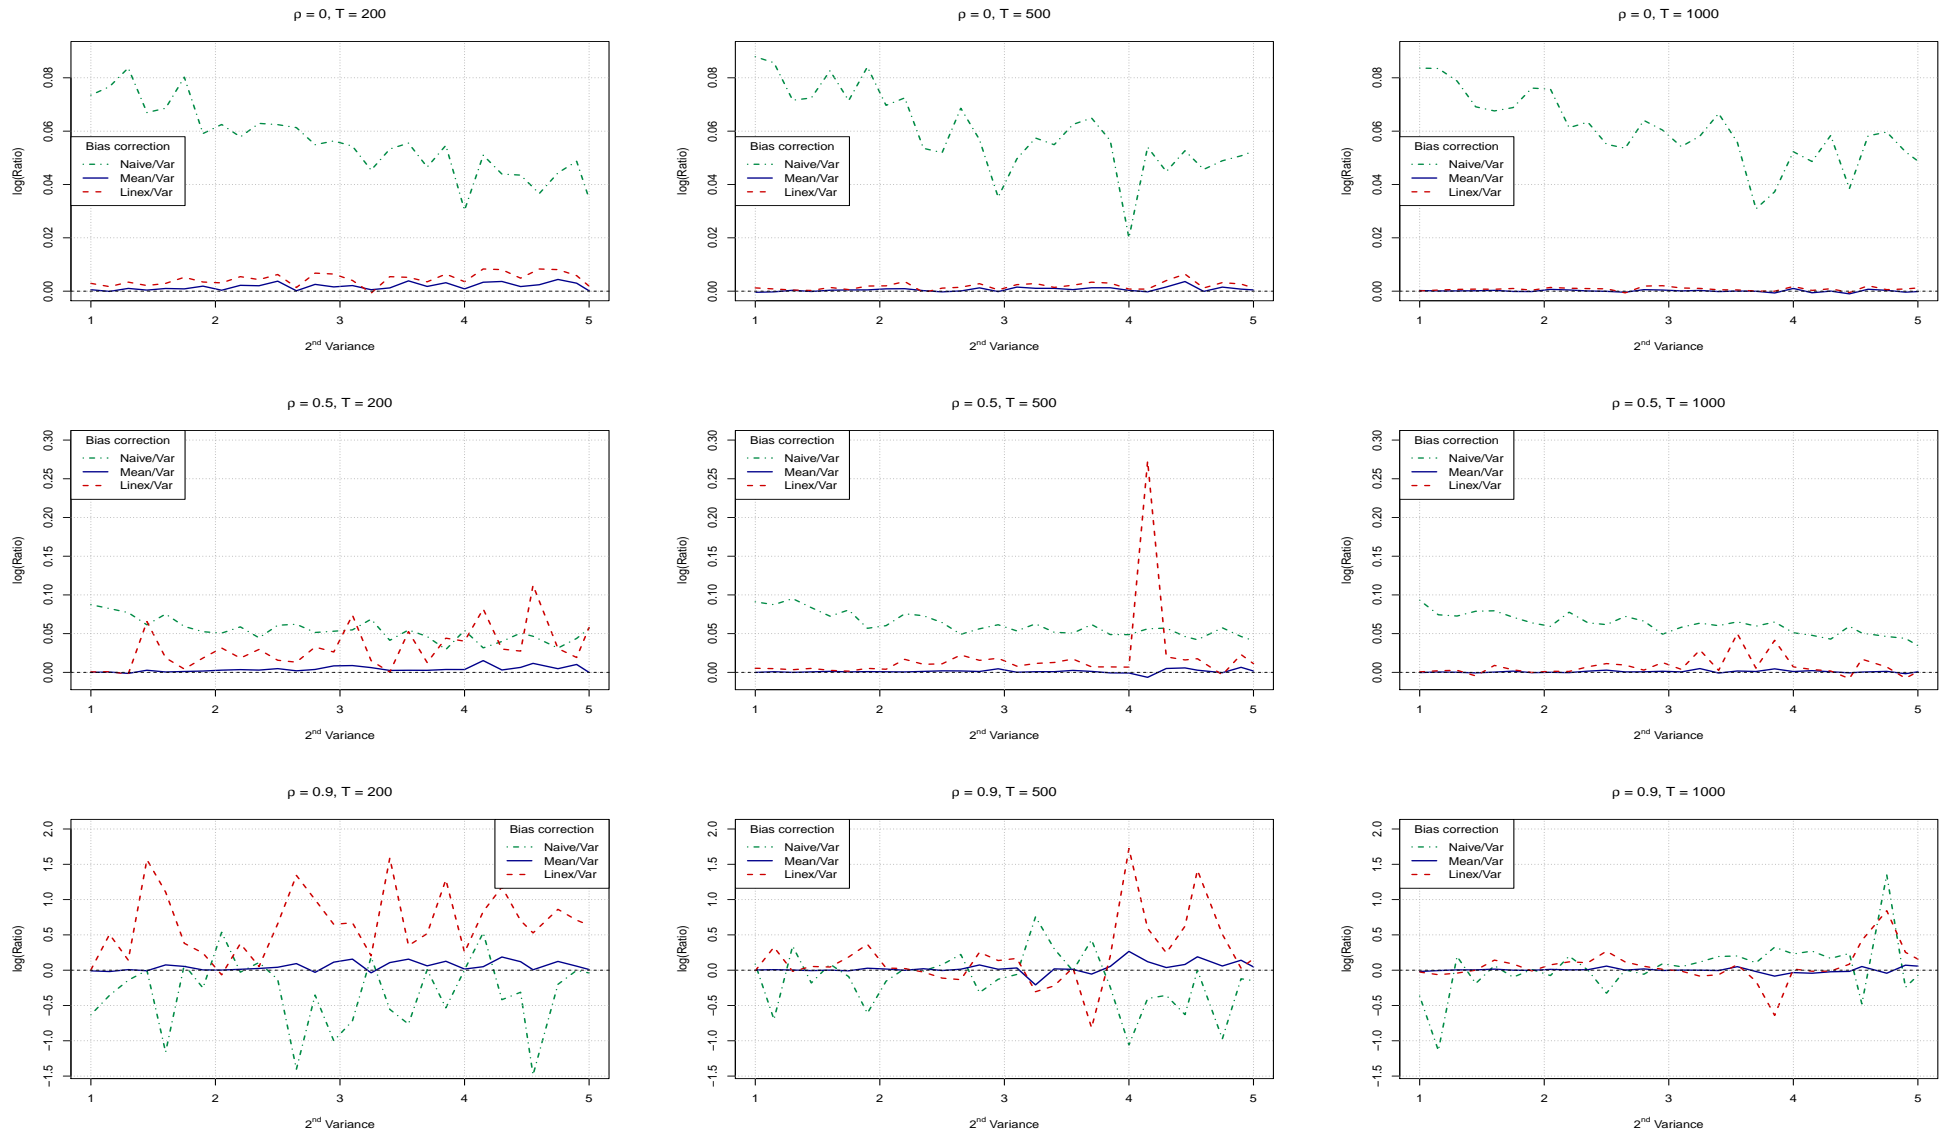 ρ = 0, T = 200
log(Ratio)
0.00 0.02 0.04 0.06 0.08
Bias correction
Naive/Var
Mean/Var
Linex/Var
1 2 3 4 5
2nd Variance
ρ = 0, T = 500
log(Ratio)
0.00 0.02 0.04 0.06 0.08
Bias correction
Naive/Var
Mean/Var
Linex/Var
1 2 3 4 5
2nd Variance
ρ = 0, T = 1000
log(Ratio)
0.00 0.02 0.04 0.06 0.08
Bias correction
Naive/Var
Mean/Var
Linex/Var
1 2 3 4 5
2nd Variance
ρ = 0.5, T = 200
log(Ratio)
0.00 0.05 0.10 0.15 0.20 0.25 0.30
Bias correction
Naive/Var
Mean/Var
Linex/Var
1 2 3 4 5
2nd Variance
ρ = 0.5, T = 500
log(Ratio)
0.00 0.05 0.10 0.15 0.20 0.25 0.30
Bias correction
Naive/Var
Mean/Var
Linex/Var
1 2 3 4 5
2nd Variance
ρ = 0.5, T = 1000
log(Ratio)
0.00 0.05 0.10 0.15 0.20 0.25 0.30
Bias correction
Naive/Var
Mean/Var
Linex/Var
1 2 3 4 5
2nd Variance
ρ = 0.9, T = 200
log(Ratio)
−1.5 −1.0 −0.5 0.0 0.5 1.0 1.5 2.0
Bias correction
Naive/Var
Mean/Var
Linex/Var
1 2 3 4 5
2nd Variance
ρ = 0.9, T = 500
log(Ratio)
−1.5 −1.0 −0.5 0.0 0.5 1.0 1.5 2.0
Bias correction
Naive/Var
Mean/Var
Linex/Var
1 2 3 4 5
2nd Variance
ρ = 0.9, T = 1000
log(Ratio)
−1.5 −1.0 −0.5 0.0 0.5 1.0 1.5 2.0
Bias correction
Naive/Var
Mean/Var
Linex/Var
1 2 3 4 5
2nd Variance